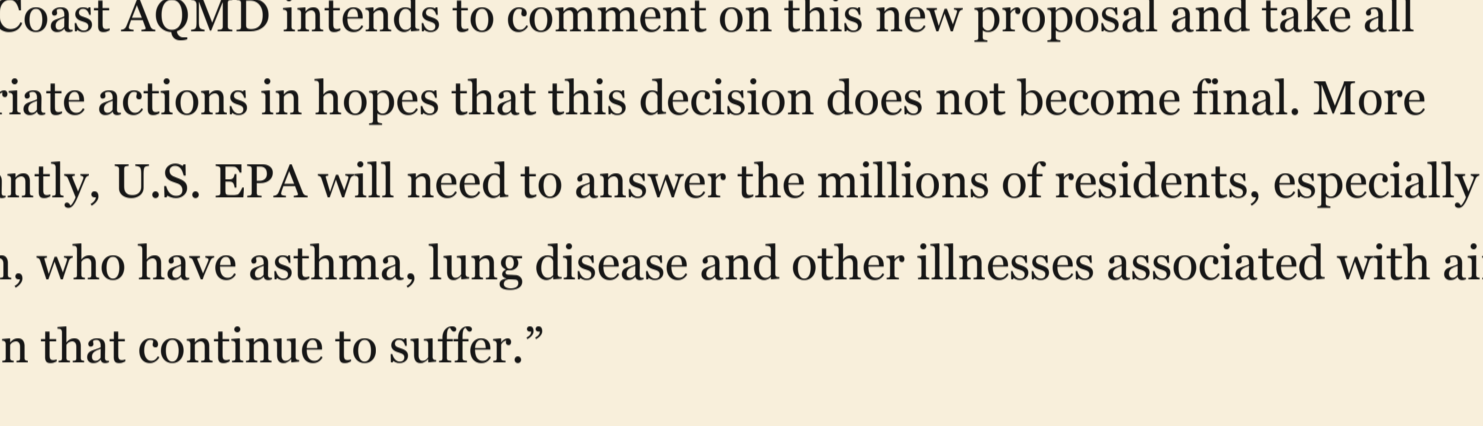 Coast AQMD intends to comment on this new proposal and take all
riate actions in hopes that this decision does not become final. More
ntly, U.S. EPA will need to answer the millions of residents, especially
, who have asthma, lung disease and other illnesses associated with ai
n that continue to suffer.”